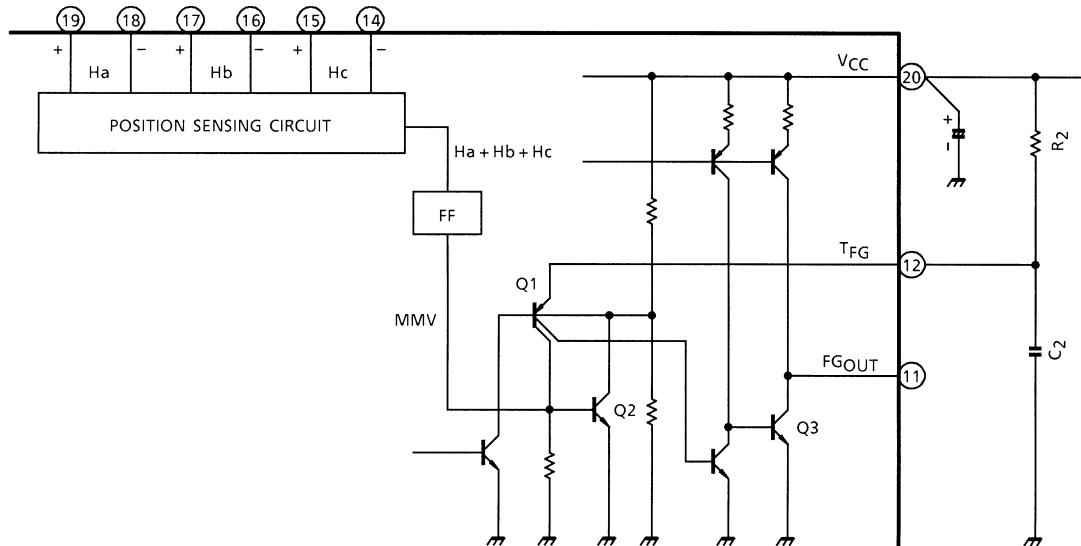 19 18 17 16 15 14
+ − + − + −
Ha Hb Hc
VCC
20
POSITION SENSING CIRCUIT
+
−
R2
Ha + Hb + Hc
FF
TFG
12
Q1
MMV
C2
FGOUT
11
Q2
Q3